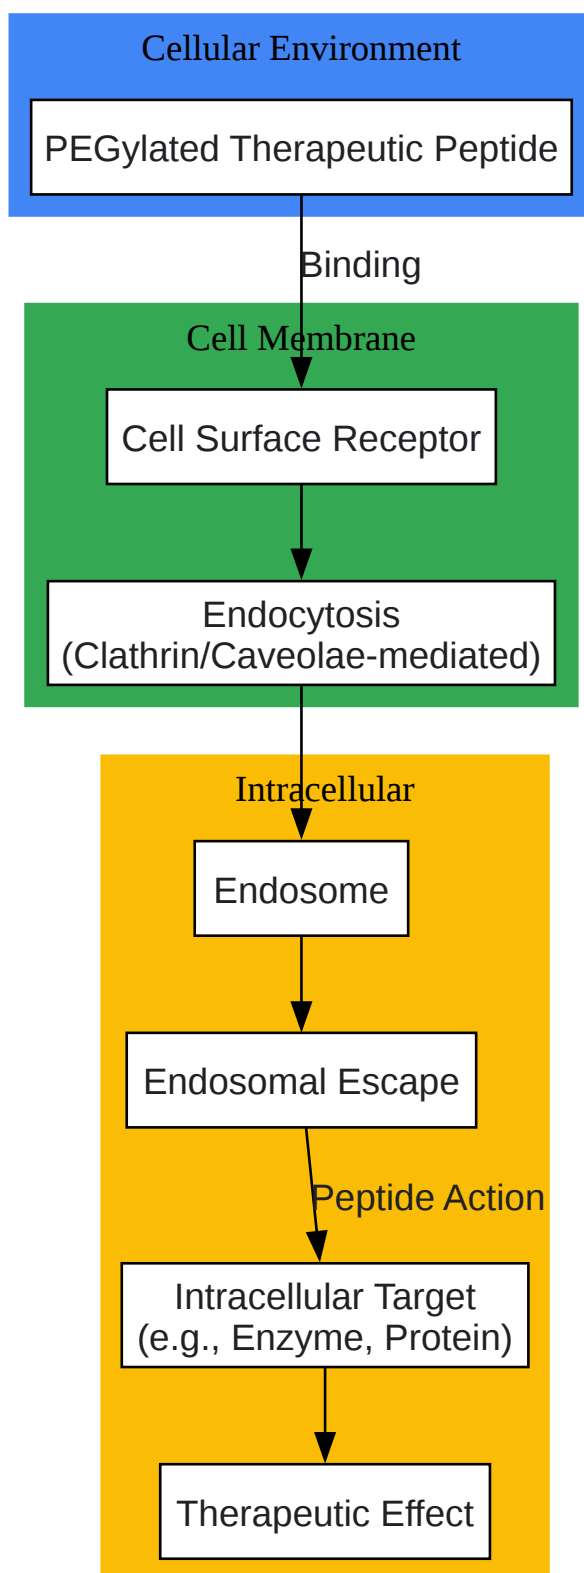 Cellular Environment
PEGylated Therapeutic Peptide
Binding
Cell Membrane
Cell Surface Receptor
Endocytosis
(Clathrin/Caveolae-mediated)
Intracellular
Endosome
Endosomal Escape
Peptide Action
Intracellular Target
(e.g., Enzyme, Protein)
Therapeutic Effect